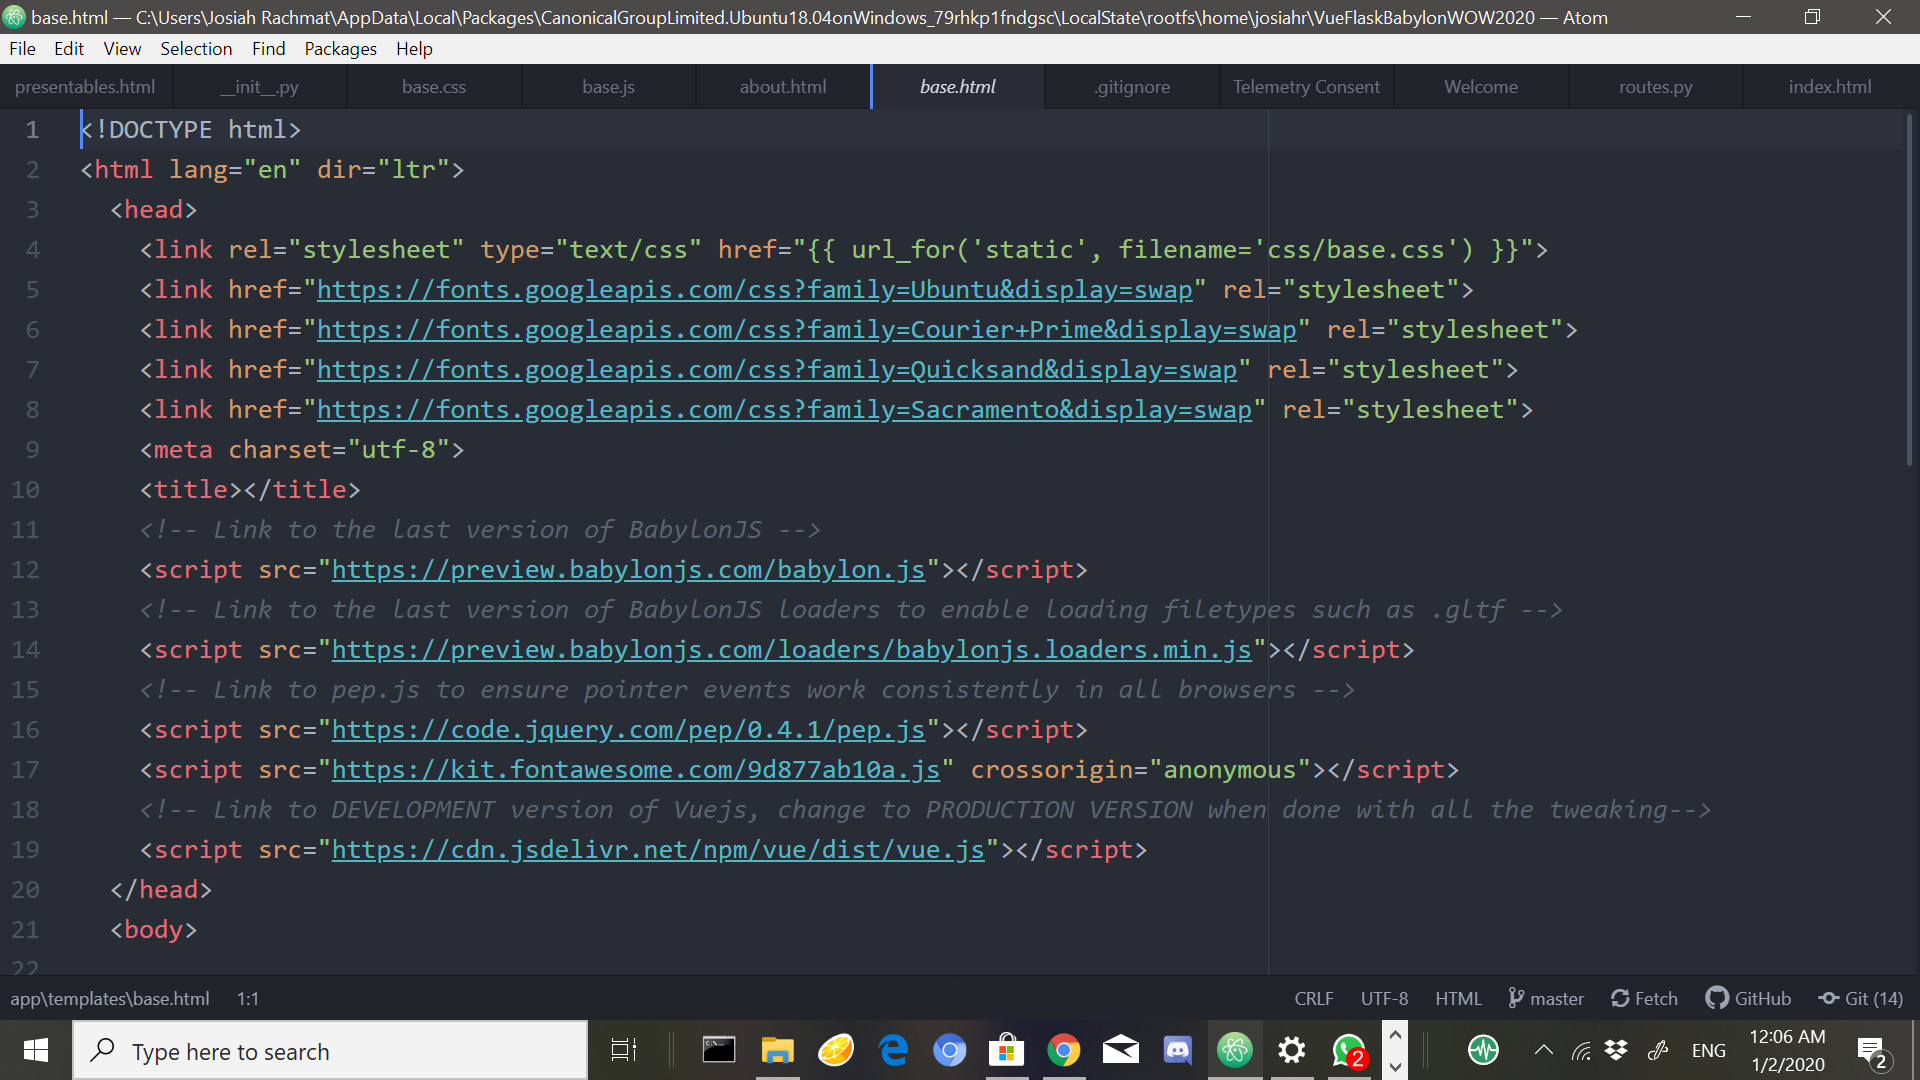 base.html — C:\Users\Josiah Rachmat\AppData\Local\Packages\CanonicalGroupLimited.Ubuntu18.04onWindows_79rhkp1fndgsc\LocalState\rootfs\home\josiahr\VueFlaskBabylonWOW2020 — Atom
File Edit View Selection Find Packages Help
presentables.html __init__.py base.css base.js about.html base.html .gitignore Telemetry Consent Welcome routes.py index.html
1 <!DOCTYPE html>
2 <html lang="en" dir="ltr">
3 <head>
4 <link rel="stylesheet" type="text/css" href="{{ url_for('static', filename='css/base.css') }}">
5 <link href="https://fonts.googleapis.com/css?family=Ubuntu&display=swap" rel="stylesheet">
6 <link href="https://fonts.googleapis.com/css?family=Courier+Prime&display=swap" rel="stylesheet">
7 <link href="https://fonts.googleapis.com/css?family=Quicksand&display=swap" rel="stylesheet">
8 <link href="https://fonts.googleapis.com/css?family=Sacramento&display=swap" rel="stylesheet">
9 <meta charset="utf-8">
10 <title></title>
11 <!-- Link to the last version of BabylonJS -->
12 <script src="https://preview.babylonjs.com/babylon.js"></script>
13 <!-- Link to the last version of BabylonJS loaders to enable loading filetypes such as .gltf -->
14 <script src="https://preview.babylonjs.com/loaders/babylonjs.loaders.min.js"></script>
15 <!-- Link to pep.js to ensure pointer events work consistently in all browsers -->
16 <script src="https://code.jquery.com/pep/0.4.1/pep.js"></script>
17 <script src="https://kit.fontawesome.com/9d877ab10a.js" crossorigin="anonymous"></script>
18 <!-- Link to DEVELOPMENT version of Vuejs, change to PRODUCTION VERSION when done with all the tweaking-->
19 <script src="https://cdn.jsdelivr.net/npm/vue/dist/vue.js"></script>
20 </head>
21 <body>
22
app\templates\base.html 1:1 CRLF UTF-8 HTML master Fetch GitHub Git (14)
Type here to search 2 ENG 12:06 AM 2
1/2/2020